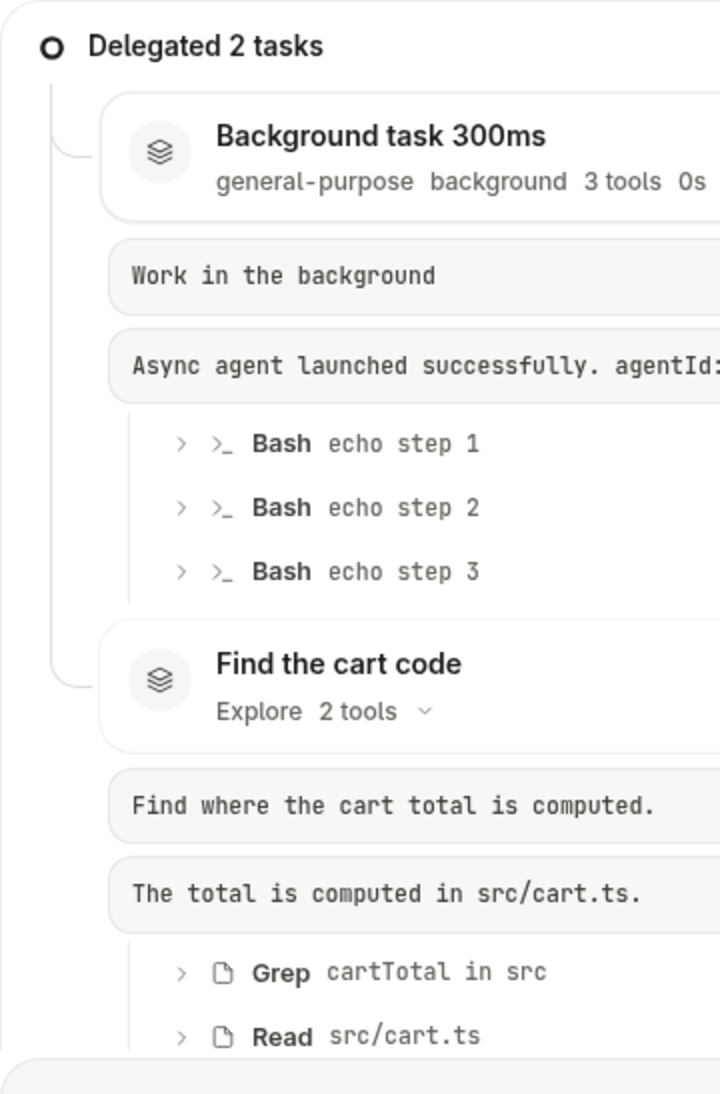 Delegated 2 tasks
Background task 300ms
general-purpose background 3 tools 0s
Work in the background
Async agent launched successfully. agentId:
>_ Bash echo step 1
>_ Bash echo step 2
>_ Bash echo step 3
Find the cart code
Explore 2 tools
Find where the cart total is computed.
The total is computed in src/cart.ts.
Grep cartTotal in src
Read src/cart.ts